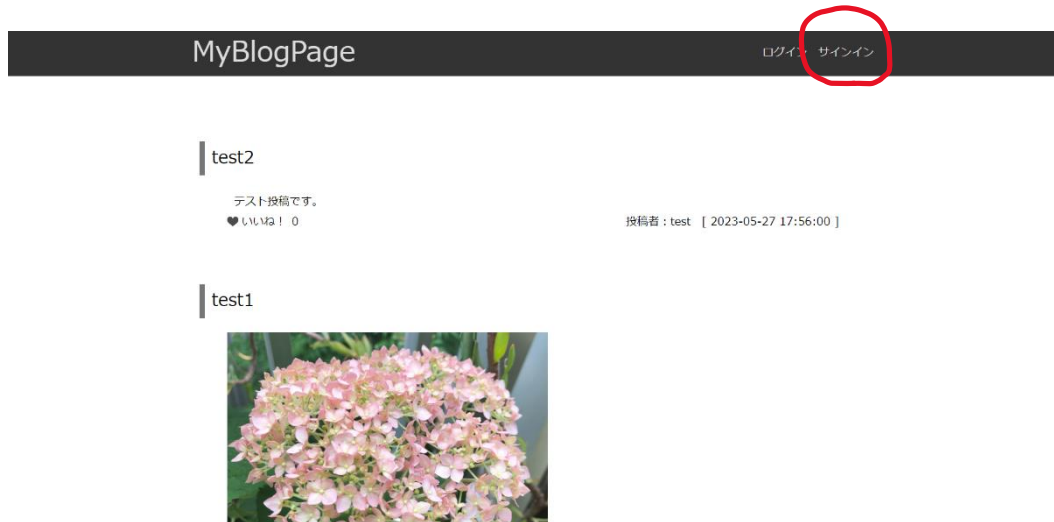 MyBlogPage ログイン サインイン
test2
テスト投稿です。
いいね！ 0 投稿者：test [ 2023-05-27 17:56:00 ]
test1